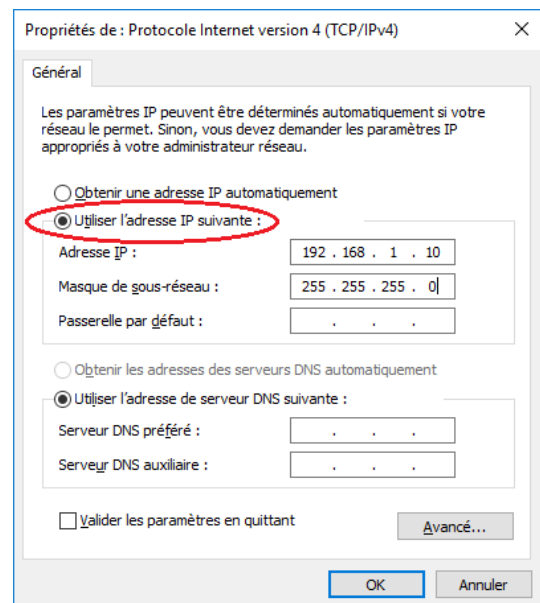 Propriétés de : Protocole Internet version 4 (TCP/IPv4)
Général
Les paramètres IP peuvent être déterminés automatiquement si votre
réseau le permet. Sinon, vous devez demander les paramètres IP
appropriés à votre administrateur réseau.
Obtenir une adresse IP automatiquement
Utiliser l'adresse IP suivante :
Adresse IP : 192 . 168 . 1 . 10
Masque de sous-réseau : 255 . 255 . 255 . 0
Passerelle par défaut : . . .
Obtenir les adresses des serveurs DNS automatiquement
Utiliser l'adresse de serveur DNS suivante :
Serveur DNS préféré : . . .
Serveur DNS auxiliaire : . . .
Valider les paramètres en quittant
Avancé...
OK Annuler